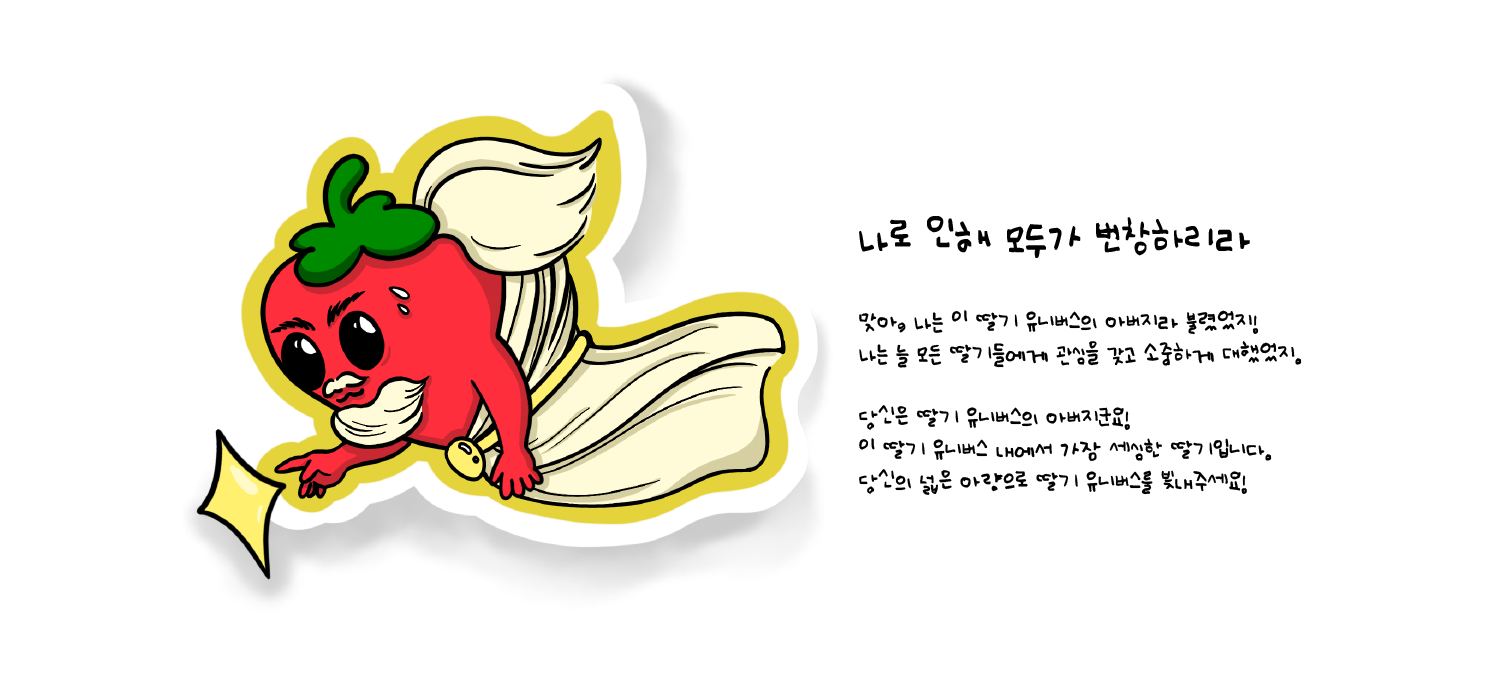 나로 인해 모두가 번창하리라
맞아, 나는 이 딸기 유니버스의 아버지라 불렸었지!
나는 늘 모든 딸기들에게 관심을 갖고 소중하게 대했었지.
당신은 딸기 유니버스의 아버지군요!
이 딸기 유니버스 내에서 가장 세심한 딸기입니다.
당신의 넓은 아량으로 딸기 유니버스를 빛내주세요!